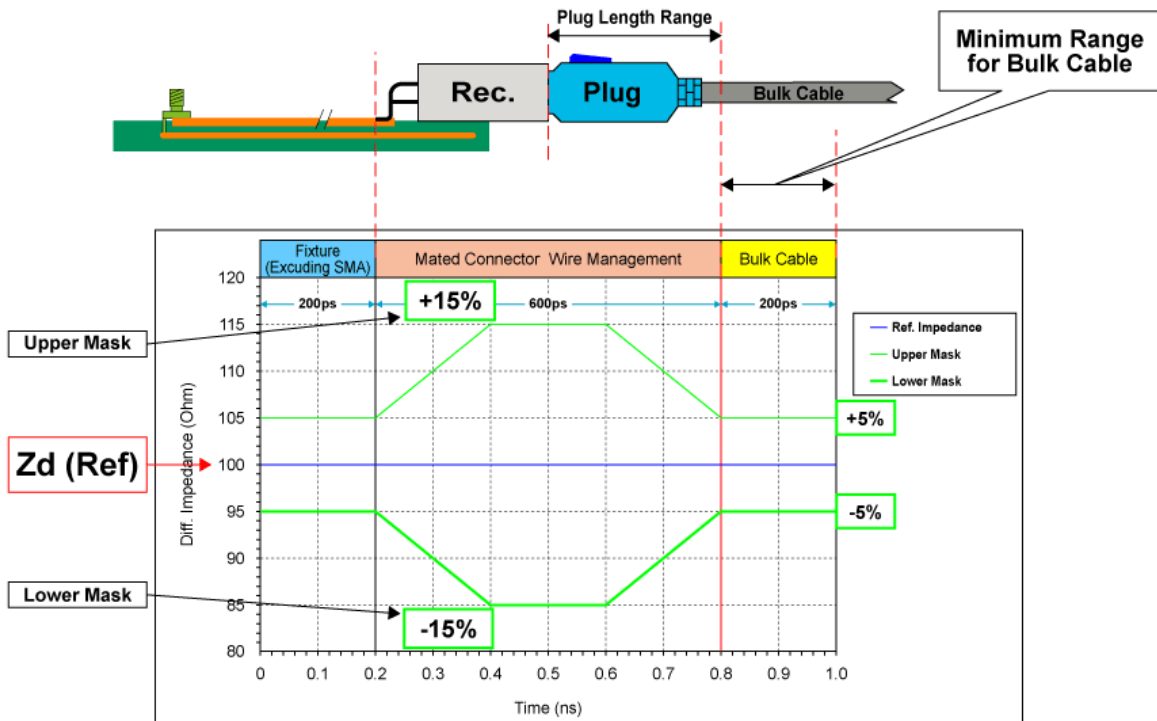 Plug Length Range
Minimum Range
for Bulk Cable
Rec.
Plug
Bulk Cable
Fixture
(Excuding SMA)
Mated Connector Wire Management
Bulk Cable
120
200ps
+15%
600ps
200ps
115
Upper Mask
Ref. Impedance
Upper Mask
Lower Mask
110
105
+5%
Zd (Ref)
100
Diff. Impedance (Ohm)
95
-5%
90
Lower Mask
85
-15%
80
0
0.1
0.2
0.3
0.4
0.5
0.6
0.7
0.8
0.9
1.0
Time (ns)